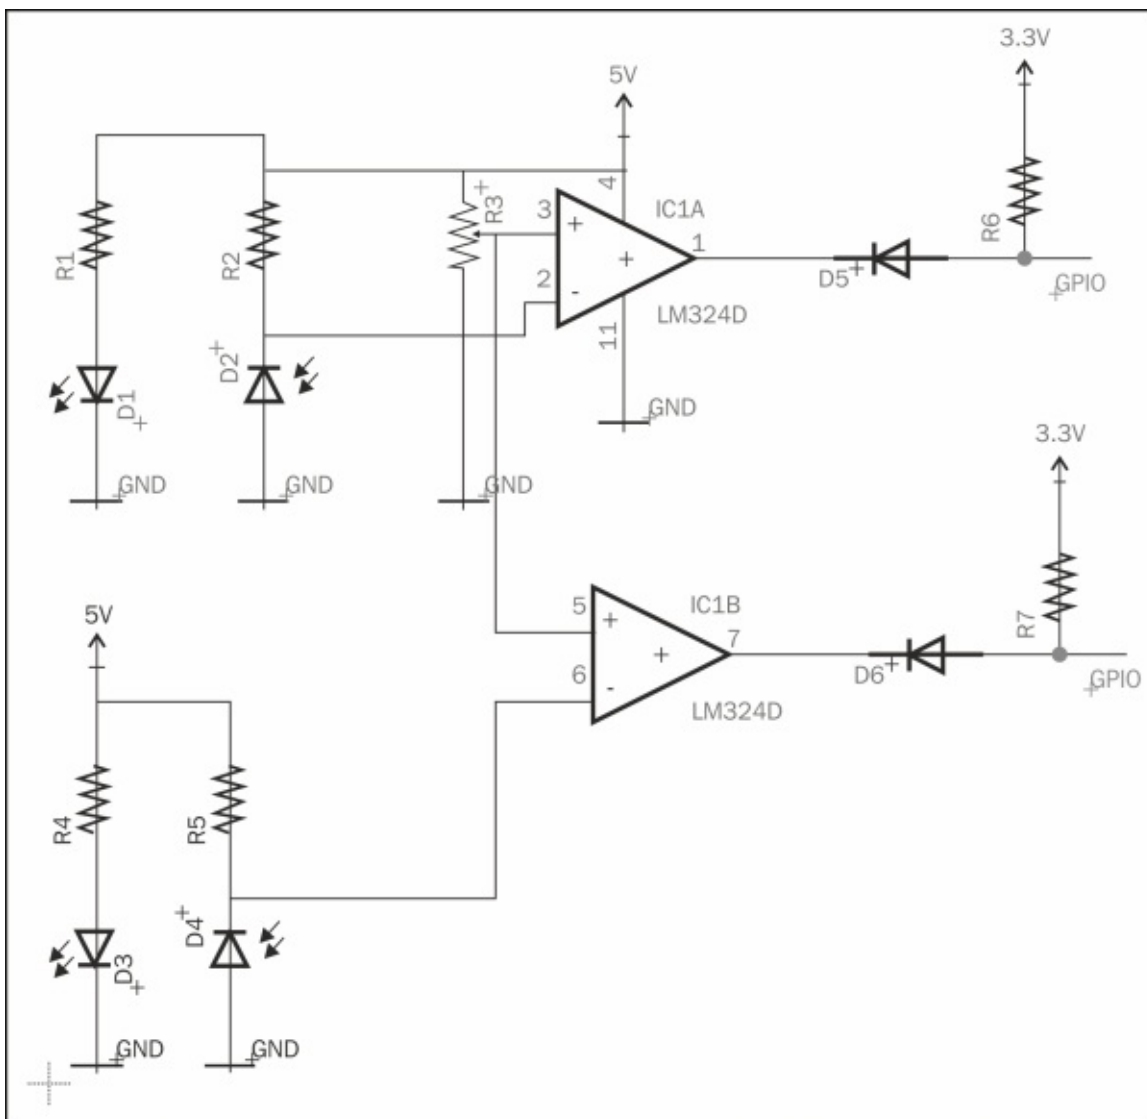 3.3V
5V
R1
R2
R3
3
2
4
+
-
+
11
IC1A
1
LM324D
D5
R6
GPIO
D1
D2
GND
GND
GND
GND
3.3V
5
6
+
-
+
IC1B
7
LM324D
D6
R7
GPIO
5V
R4
R5
D3
D4
GND
GND